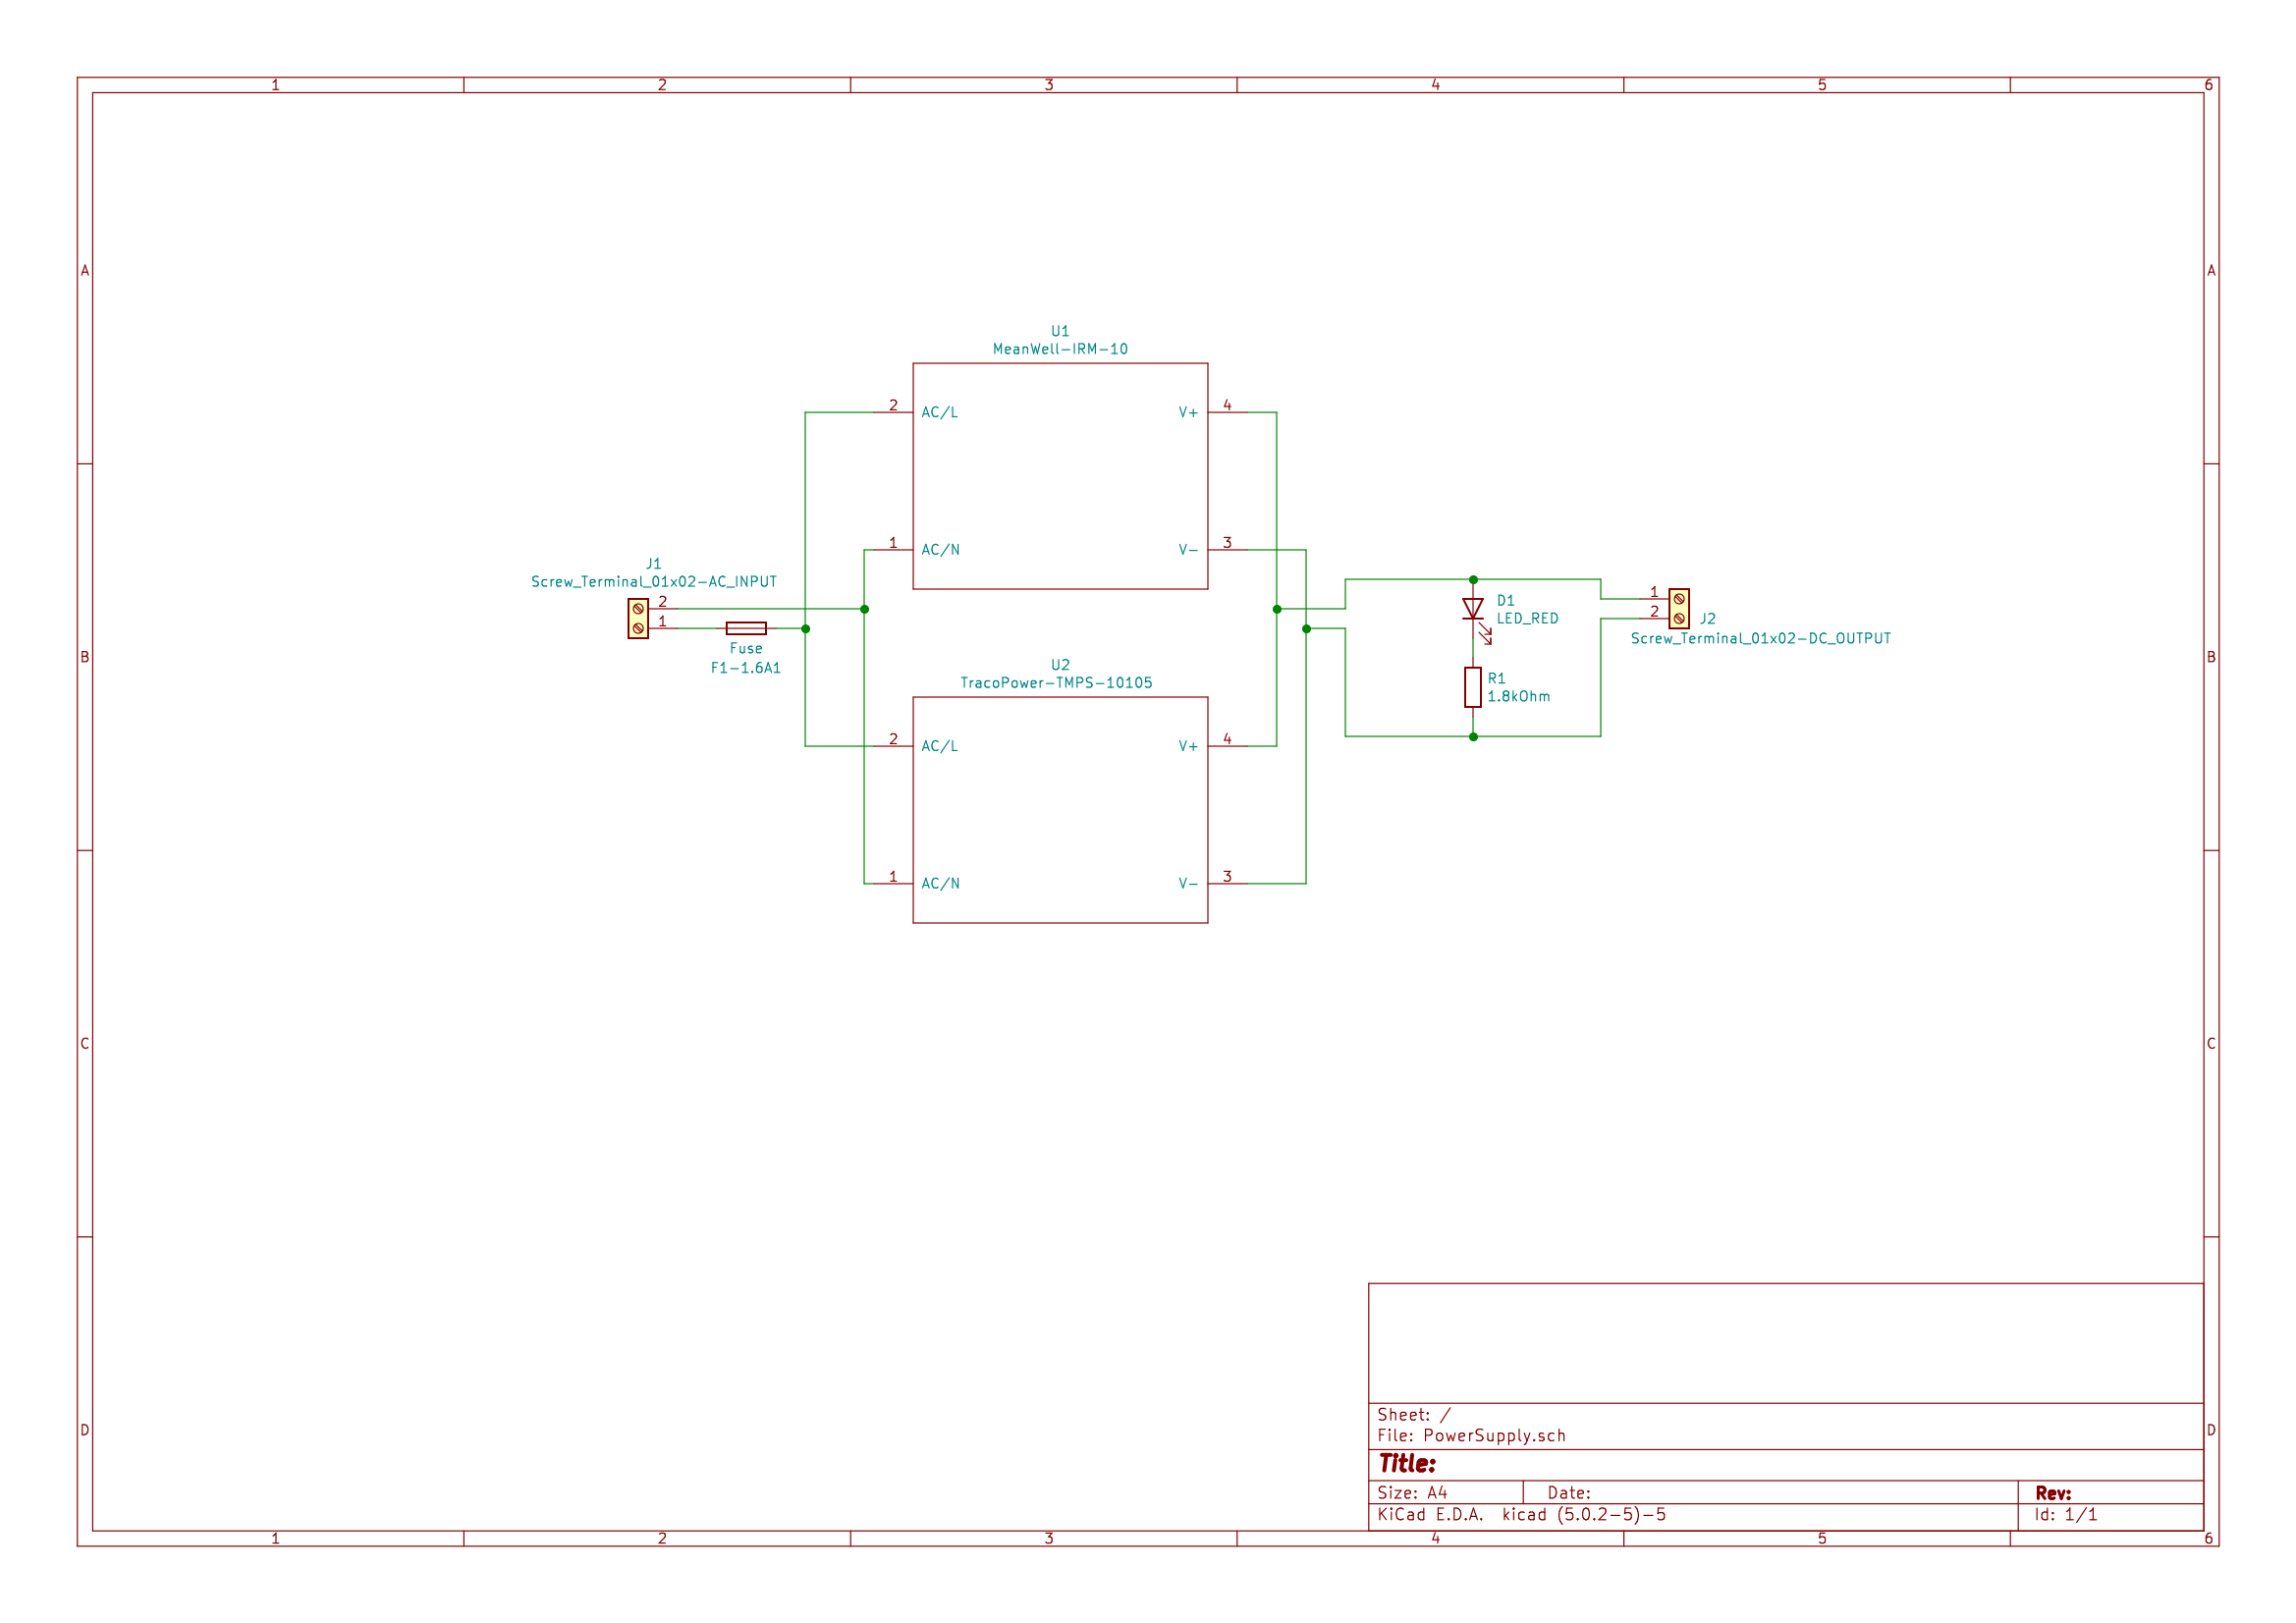 1 2 3 4 5 6
A A
U1
MeanWell-IRM-10
2 AC/L V+ 4
1 AC/N V- 3
J1
Screw_Terminal_01x02-AC_INPUT
2
1
Fuse
F1-1.6A1
D1
LED_RED
R1
1.8kOhm
1
2
J2
Screw_Terminal_01x02-DC_OUTPUT
B B
U2
TracoPower-TMPS-10105
2 AC/L V+ 4
1 AC/N V- 3
C C
D D
Sheet: /
File: PowerSupply.sch
Title:
Size: A4 Date: Rev:
KiCad E.D.A. kicad (5.0.2-5)-5 Id: 1/1
1 2 3 4 5 6